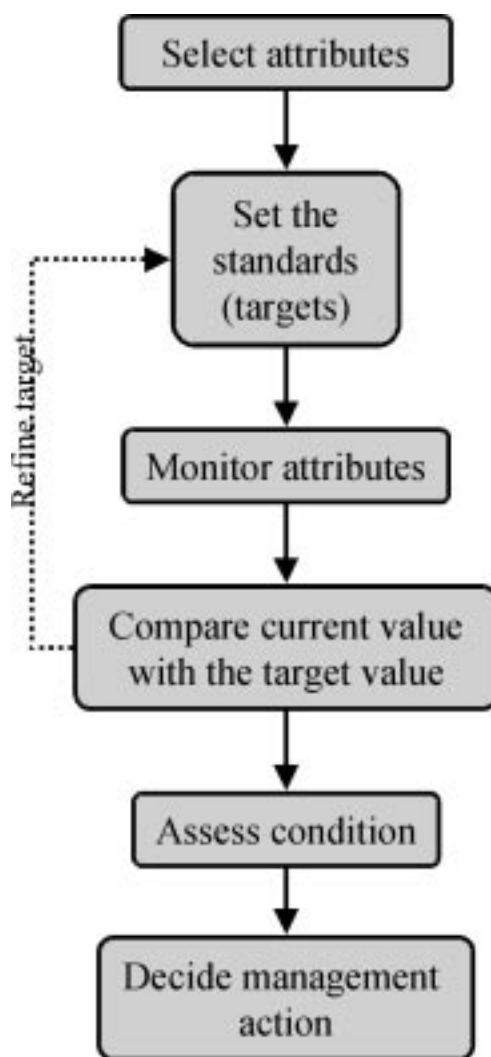 Select attributes
Set the
standards
(targets)
Refine target
Monitor attributes
Compare current value
with the target value
Assess condition
Decide management
action